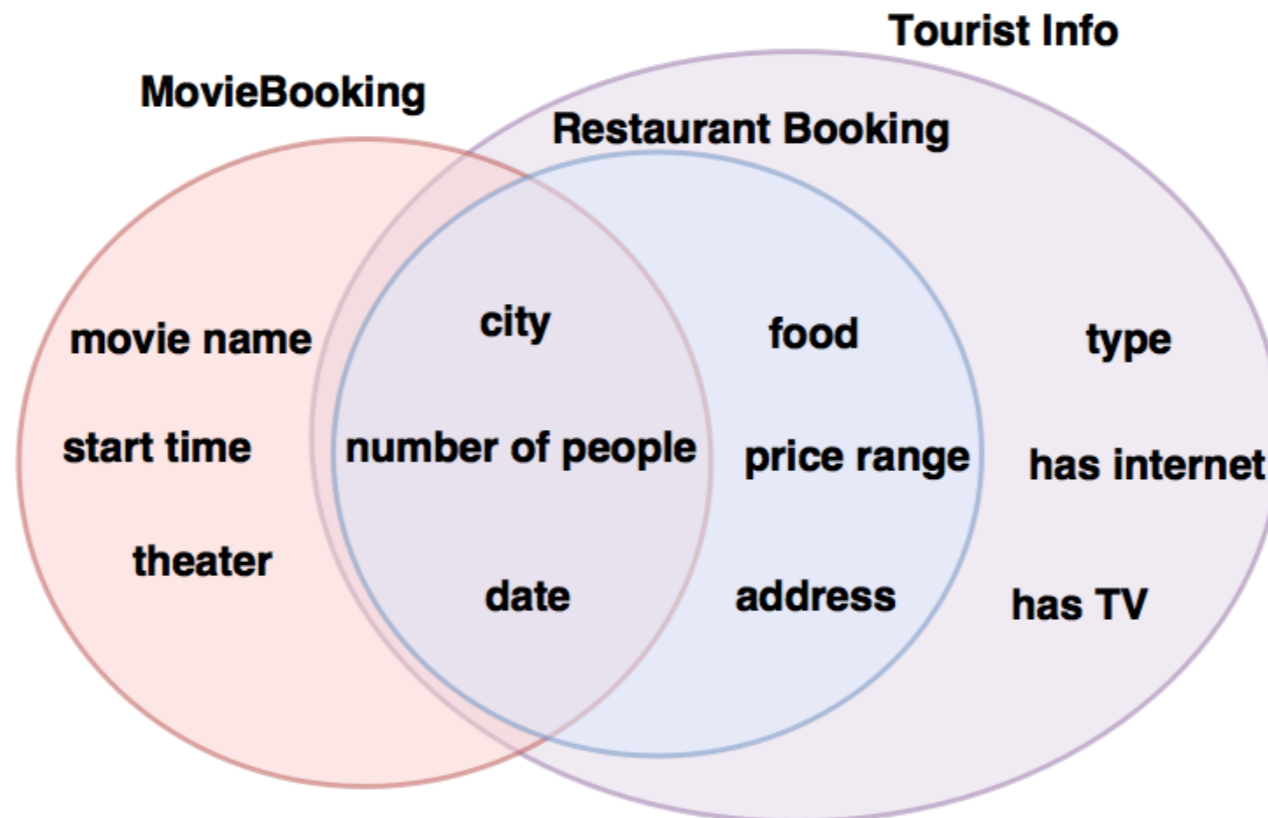 Tourist Info
MovieBooking
Restaurant Booking
movie name
city
food
type
start time
number of people
price range
has internet
theater
date
address
has TV